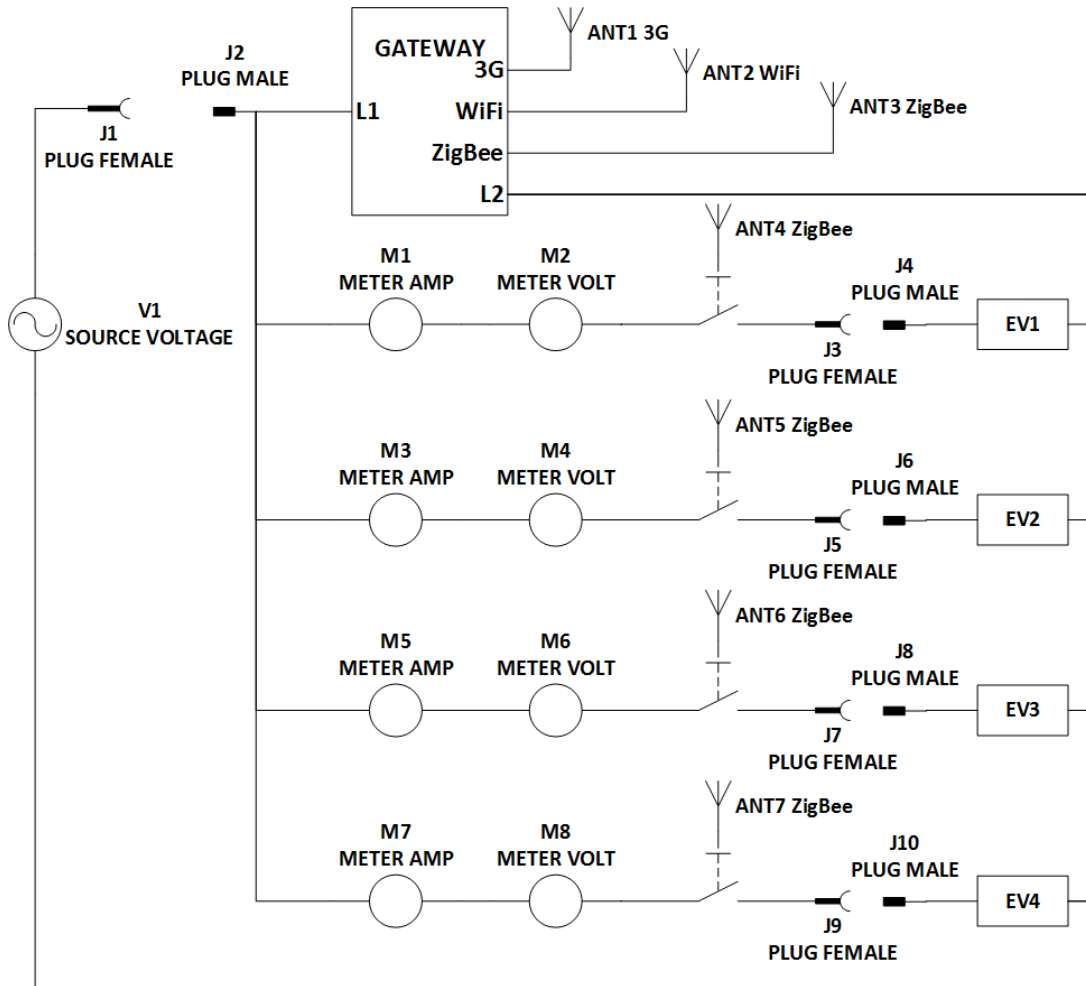 GATEWAY
3G
WiFi
ZigBee
L1
L2
ANT1 3G
ANT2 WiFi
ANT3 ZigBee
J2
PLUG MALE
J1
PLUG FEMALE
V1
SOURCE VOLTAGE
M1
METER AMP
M2
METER VOLT
ANT4 ZigBee
J4
PLUG MALE
J3
PLUG FEMALE
EV1
M3
METER AMP
M4
METER VOLT
ANT5 ZigBee
J6
PLUG MALE
J5
PLUG FEMALE
EV2
M5
METER AMP
M6
METER VOLT
ANT6 ZigBee
J8
PLUG MALE
J7
PLUG FEMALE
EV3
M7
METER AMP
M8
METER VOLT
ANT7 ZigBee
J10
PLUG MALE
J9
PLUG FEMALE
EV4